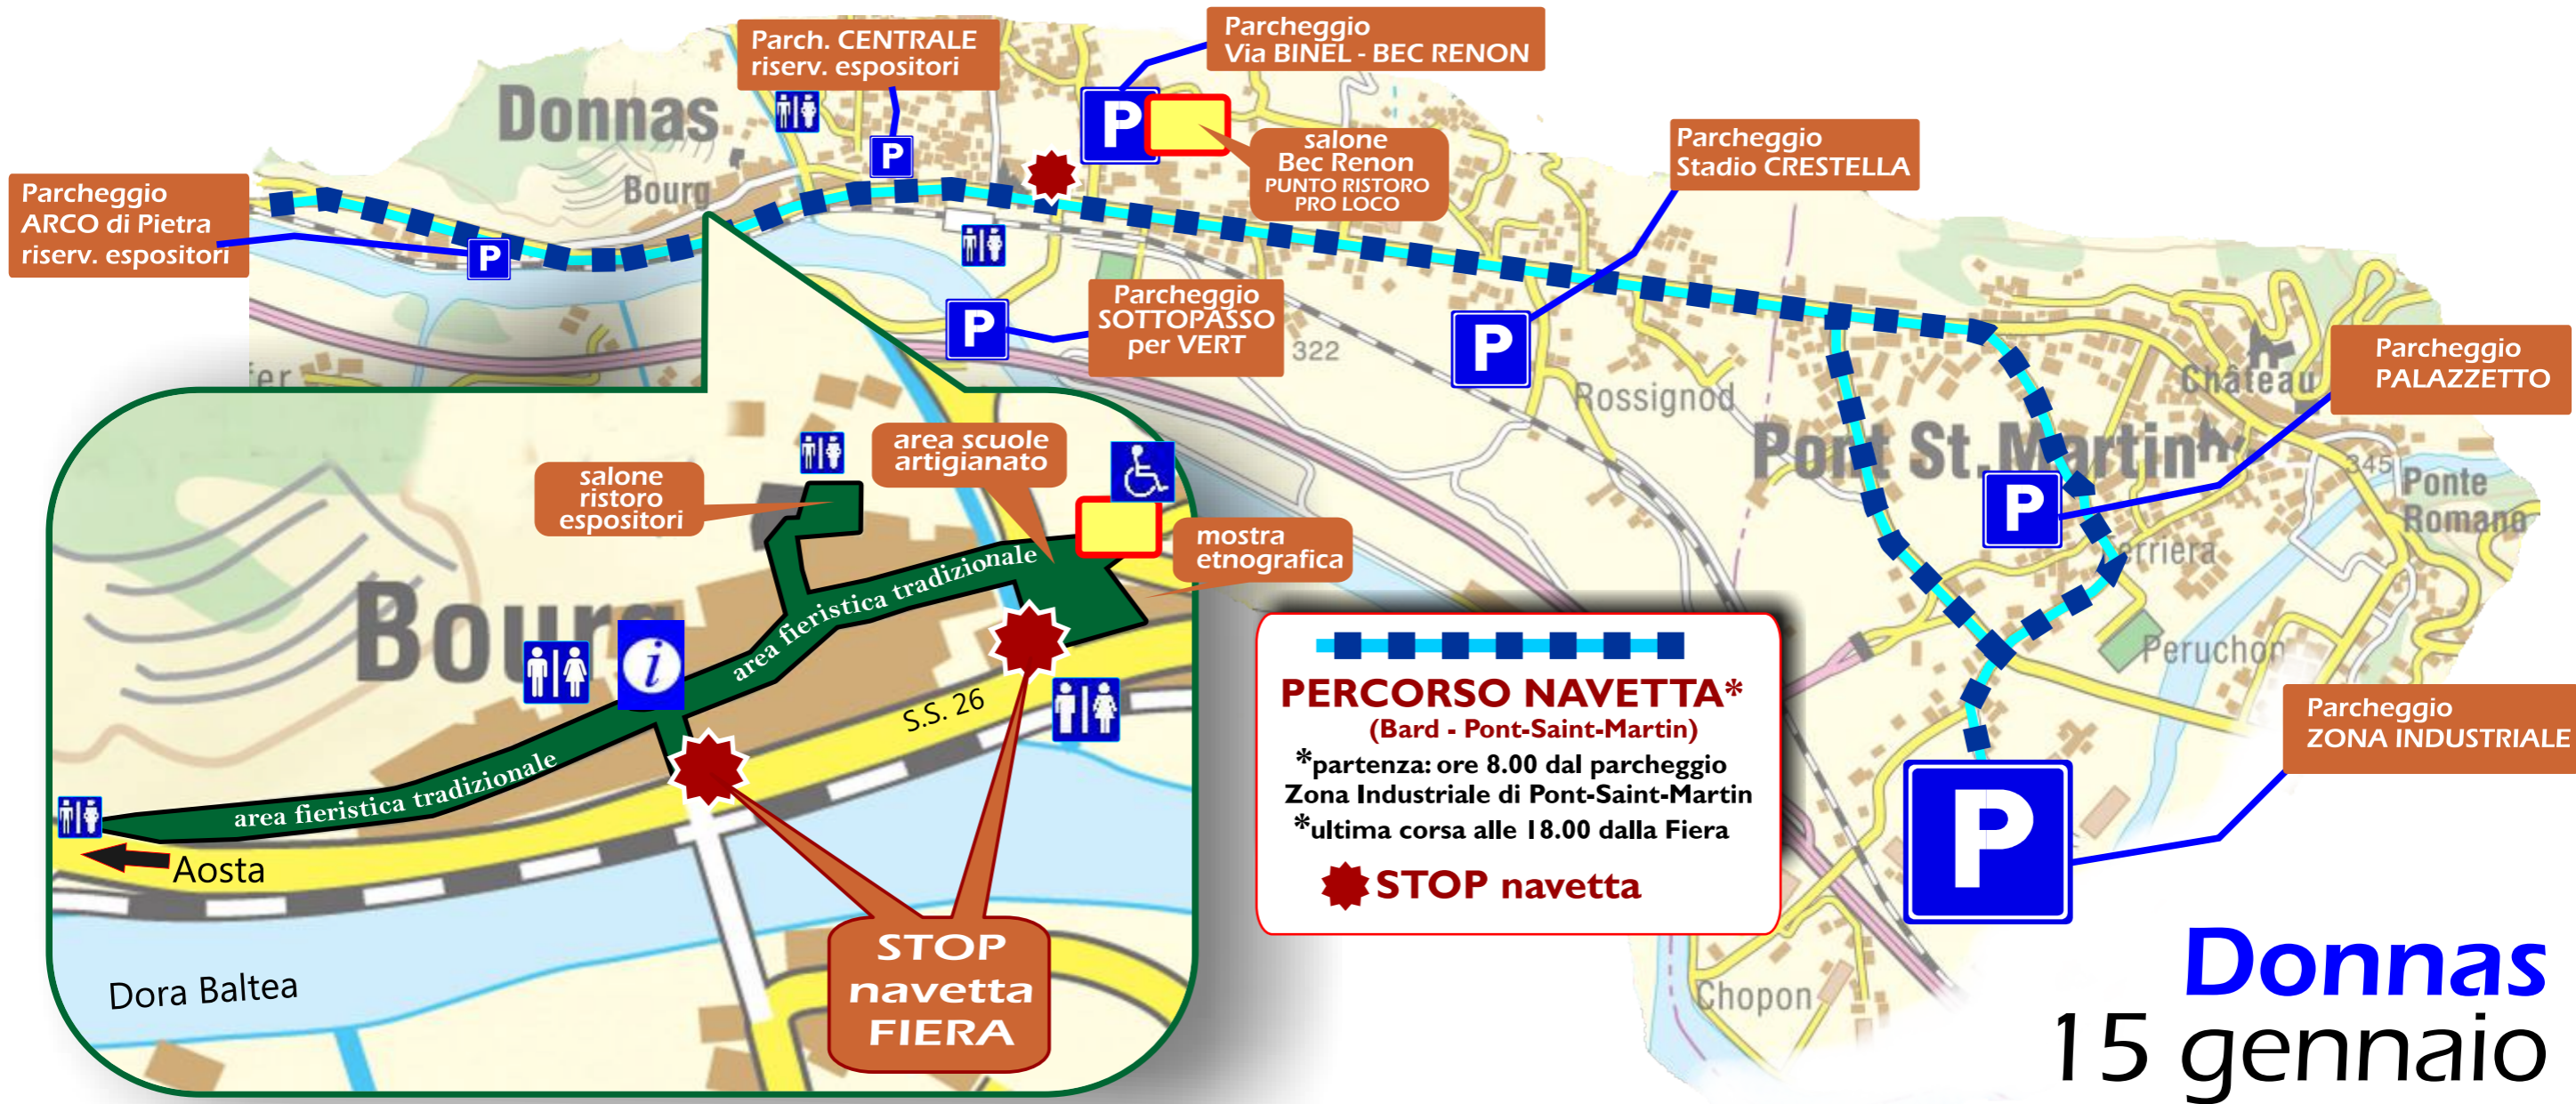 Parch. CENTRALE
riserv. espositori
Parcheggio
Via BINEL - BEC RENON
Donnas
Bourg
P
P
salone
Bec Renon
PUNTO RISTORO
PRO LOCO
Parcheggio
Stadio CRESTELLA
Parcheggio
ARCO di Pietra
riserv. espositori
P
Parcheggio
SOTTOPASSO
per VERT
P
322
P
Rossignod
Château
Parcheggio
PALAZZETTO
Pont St. Martin
345
Ponte
Romano
P
Peruchon
Parcheggio
ZONA INDUSTRIALE
P
Chopon
area scuole
artigianato
salone
ristoro
espositori
mostra
etnografica
Bourg
i
area fieristica tradizionale
area fieristica tradizionale
S.S. 26
Aosta
Dora Baltea
STOP
navetta
FIERA
PERCORSO NAVETTA*
(Bard - Pont-Saint-Martin)
*partenza: ore 8.00 dal parcheggio
Zona Industriale di Pont-Saint-Martin
*ultima corsa alle 18.00 dalla Fiera
STOP navetta
Donnas
15 gennaio